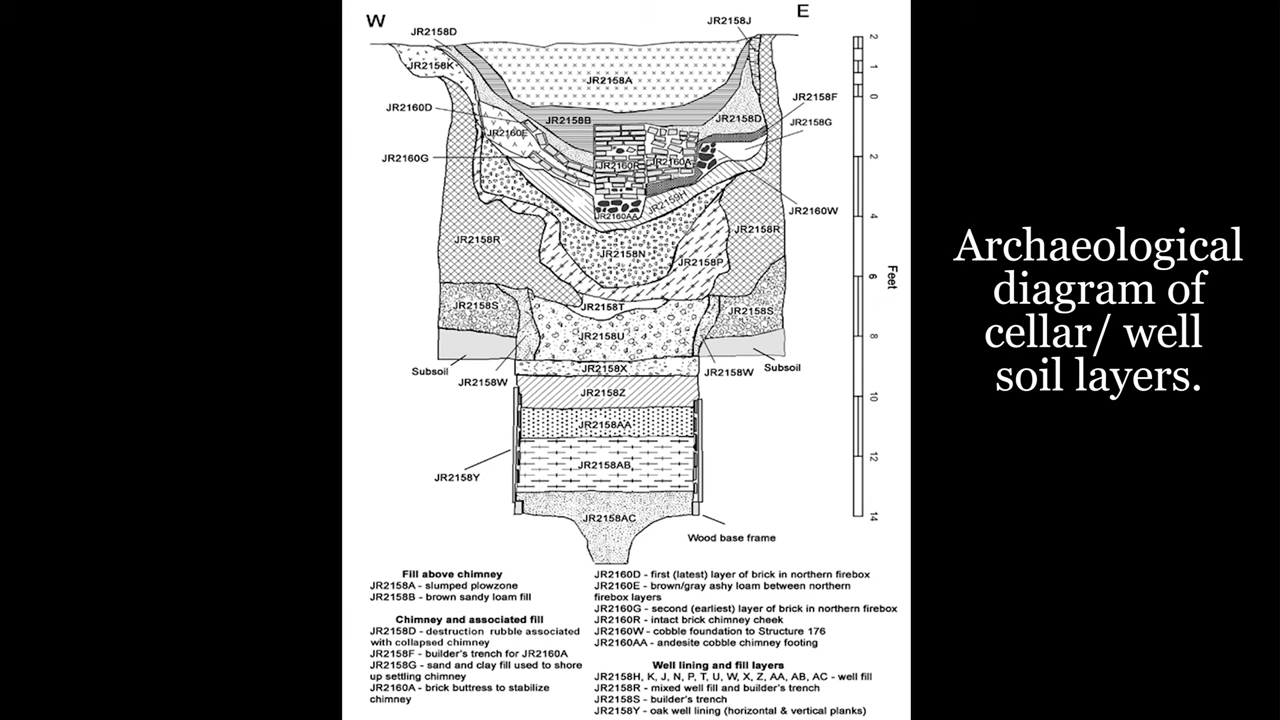 W
E
JR2158J
JR2158D
JR2158K
JR2158A
JR2160D
JR2158F
JR2158B
JR2158D
JR2158G
JR2160E
JR2160G
JR2160R
JR2160A
JR2159H
JR2160AA
JR2160W
JR2158R
JR2158N
JR2158P
JR2158R
JR2158S
JR2158T
JR2158S
JR2158U
Subsoil
JR2158W
JR2158X
JR2158W
Subsoil
JR2158Z
JR2158AA
JR2158AB
JR2158Y
JR2158AC
Wood base frame
2
1
0
2
4
6
8
10
12
14
Feet
Archaeological
diagram of
cellar/ well
soil layers.
Fill above chimney
JR2158A - slumped plowzone
JR2158B - brown sandy loam fill
Chimney and associated fill
JR2158D - destruction rubble associated
with collapsed chimney
JR2158F - builder's trench for JR2160A
JR2158G - sand and clay fill used to shore
up settling chimney
JR2160A - brick buttress to stabilize
chimney
JR2160D - first (latest) layer of brick in northern firebox
JR2160E - brown/gray ashy loam between northern
firebox layers
JR2160G - second (earliest) layer of brick in northern firebox
JR2160R - intact brick chimney cheek
JR2160W - cobble foundation to Structure 176
JR2160AA - andesite cobble chimney footing
Well lining and fill layers
JR2158H, K, J, N, P, T, U, W, X, Z, AA, AB, AC - well fill
JR2158R - mixed well fill and builder's trench
JR2158S - builder's trench
JR2158Y - oak well lining (horizontal & vertical planks)